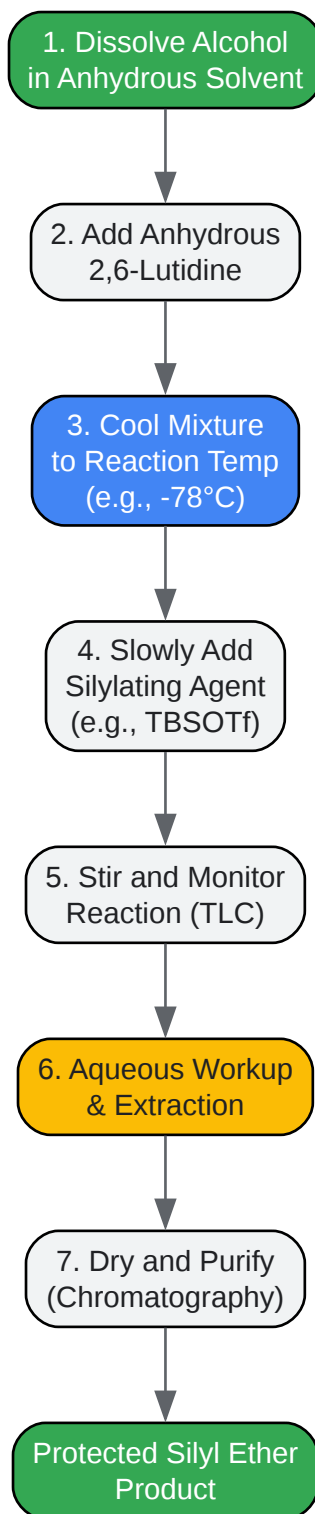 1. Dissolve Alcohol
in Anhydrous Solvent
2. Add Anhydrous
2,6-Lutidine
3. Cool Mixture
to Reaction Temp
(e.g., -78°C)
4. Slowly Add
Silylating Agent
(e.g., TBSOTf)
5. Stir and Monitor
Reaction (TLC)
6. Aqueous Workup
& Extraction
7. Dry and Purify
(Chromatography)
Protected Silyl Ether
Product